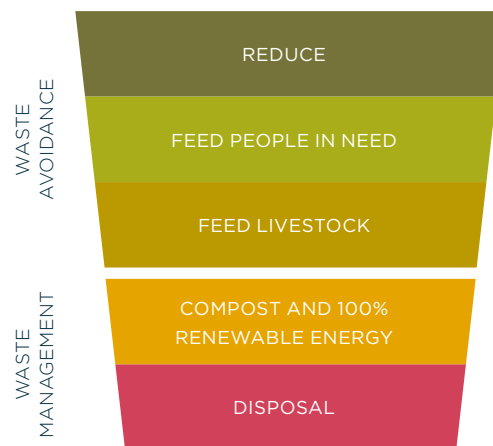 WASTE
AVOIDANCE
REDUCE
FEED PEOPLE IN NEED
FEED LIVESTOCK
WASTE
MANAGEMENT
COMPOST AND 100%
RENEWABLE ENERGY
DISPOSAL